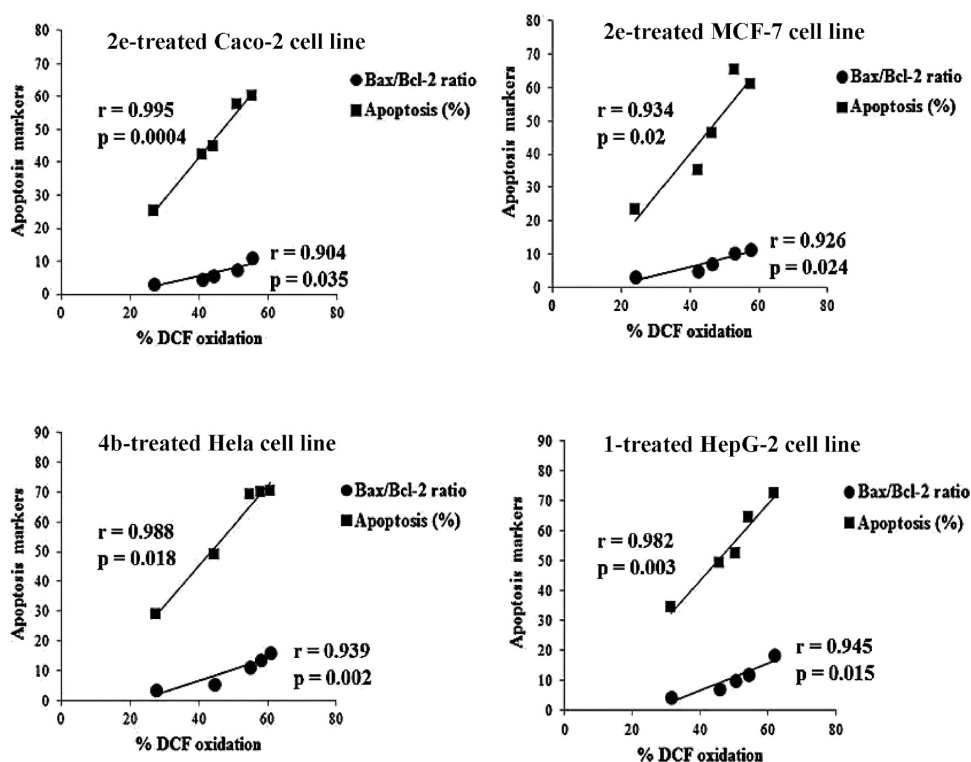 2e-treated Caco-2 cell line
Apoptosis markers
80
70
60
50
40
30
20
10
0
Bax/Bcl-2 ratio
Apoptosis (%)
r = 0.995
p = 0.0004
r = 0.904
p = 0.035
0 20 40 60 80
% DCF oxidation
2e-treated MCF-7 cell line
Apoptosis markers
80
70
60
50
40
30
20
10
0
Bax/Bcl-2 ratio
Apoptosis (%)
r = 0.934
p = 0.02
r = 0.926
p = 0.024
0 20 40 60 80
% DCF oxidation
4b-treated Hela cell line
Apoptosis markers
90
80
70
60
50
40
30
20
10
0
Bax/Bcl-2 ratio
Apoptosis (%)
r = 0.988
p = 0.018
r = 0.939
p = 0.002
0 20 40 60 80
% DCF oxidation
1-treated HepG-2 cell line
Apoptosis markers
90
80
70
60
50
40
30
20
10
0
Bax/Bcl-2 ratio
Apoptosis (%)
r = 0.982
p = 0.003
r = 0.945
p = 0.015
0 20 40 60 80
% DCF oxidation